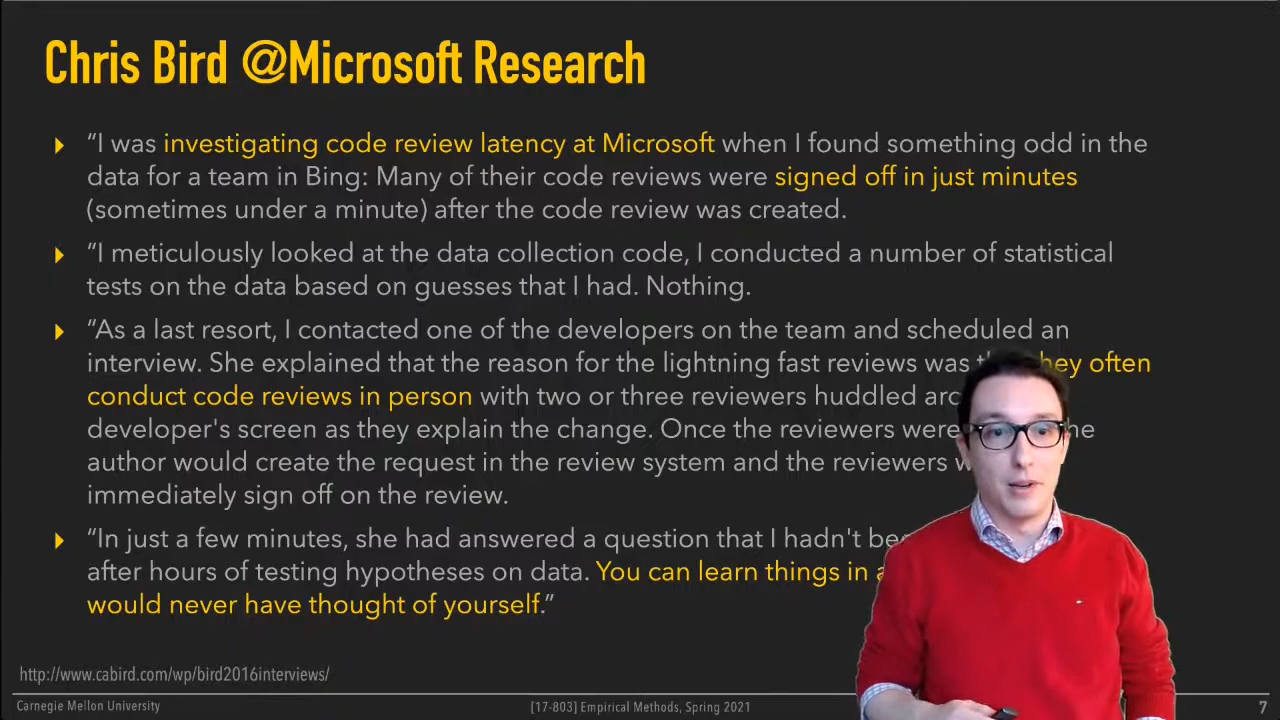 Chris Bird @Microsoft Research
“I was investigating code review latency at Microsoft when I found something odd in the
data for a team in Bing: Many of their code reviews were signed off in just minutes
(sometimes under a minute) after the code review was created.
“I meticulously looked at the data collection code, I conducted a number of statistical
tests on the data based on guesses that I had. Nothing.
“As a last resort, I contacted one of the developers on the team and scheduled an
interview. She explained that the reason for the lightning fast reviews was often
conduct code reviews in person with two or three reviewers huddled
developer's screen as they explain the change. Once the reviewers were
author would create the request in the review system and the reviewers
immediately sign off on the review.
“In just a few minutes, she had answered a question that I hadn't
after hours of testing hypotheses on data. You can learn things in
would never have thought of yourself.”
http://www.cabird.com/wp/bird2016interviews/
Carnegie Mellon University
[17-803] Empirical Methods, Spring 2021
7